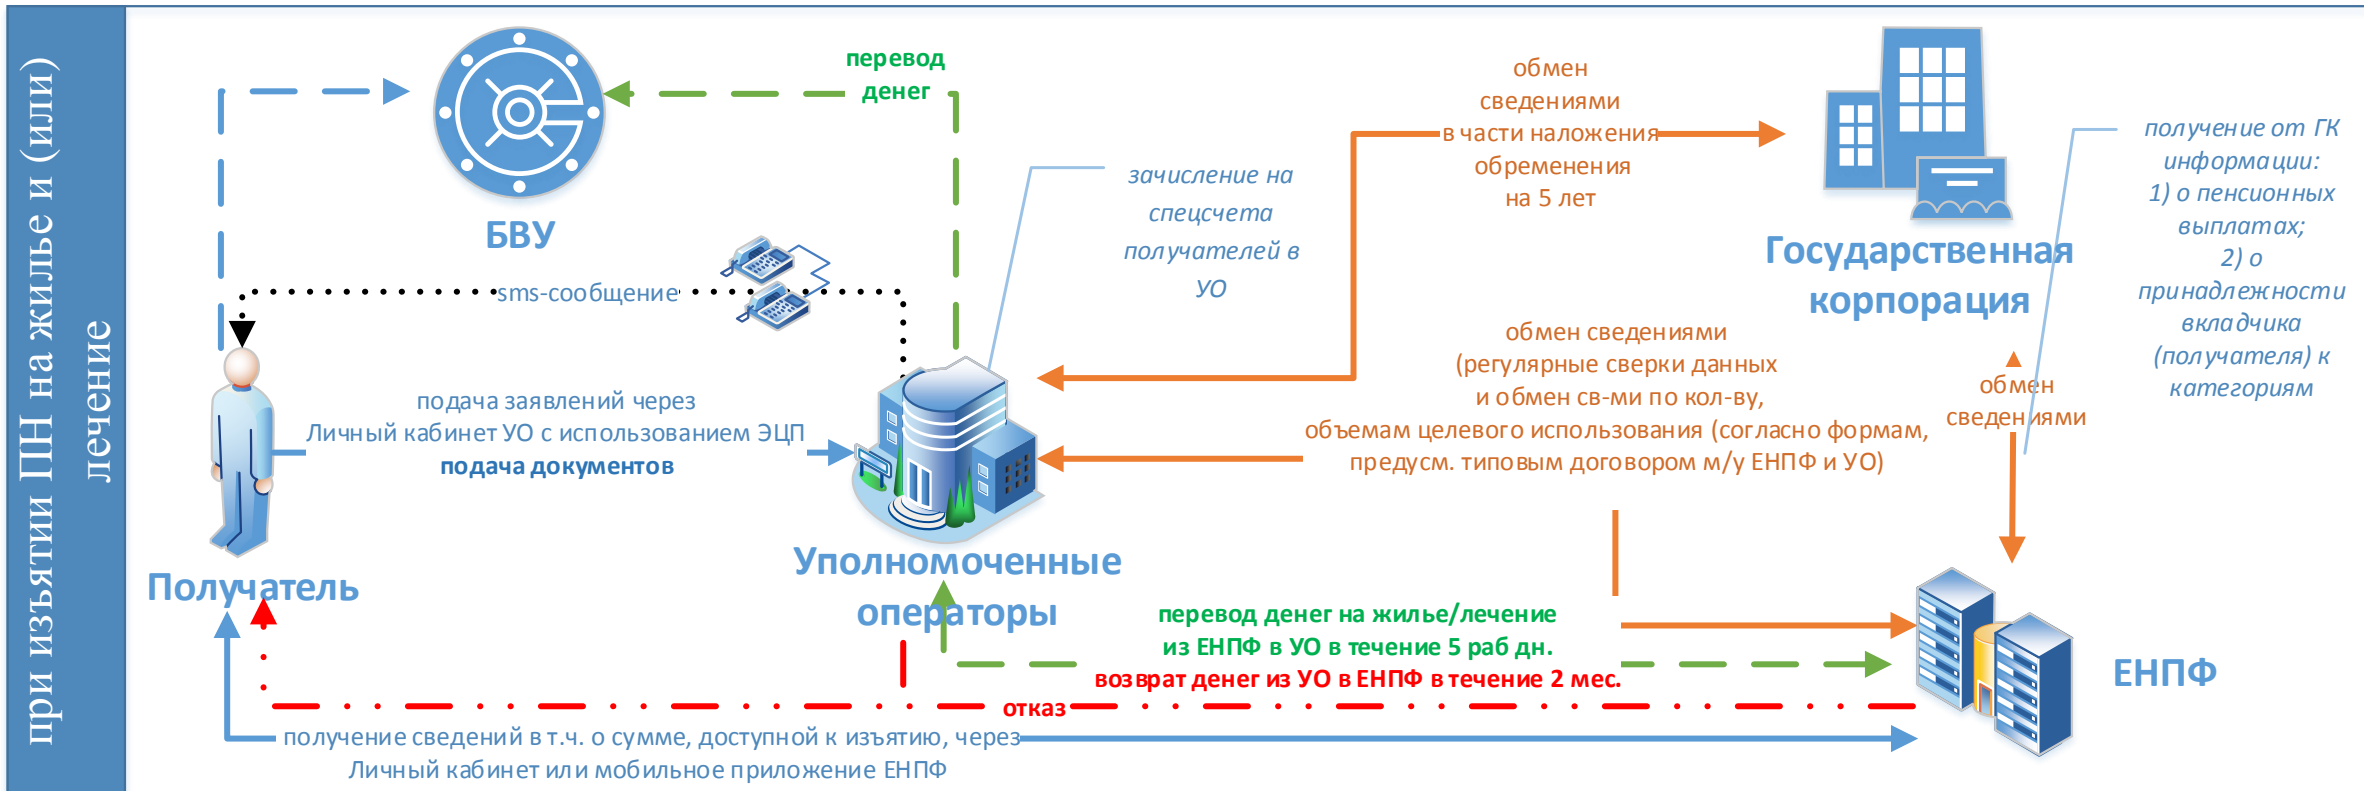 при изъятии ПН на жилье и (или)
лечение
перевод
денег
БВУ
sms-сообщение
зачисление на
спецсчета
получателей в
УО
обмен
сведениями
в части наложения
обременения
на 5 лет
Государственная
корпорация
получение от ГК
информации:
1) о пенсионных
выплатах;
2) о
принадлежности
вкладчика
(получателя) к
категориям
обмен сведениями
(регулярные сверки данных
и обмен св-ми по кол-ву,
объемам целевого использования (согласно формам,
предусм. типовым договором м/у ЕНПФ и УО)
обмен
сведениями
подача заявлений через
Личный кабинет УО с использованием ЭЦП
подача документов
Получатель
Уполномоченные
операторы
перевод денег на жилье/лечение
из ЕНПФ в УО в течение 5 раб дн.
возврат денег из УО в ЕНПФ в течение 2 мес.
ЕНПФ
отказ
получение сведений в т.ч. о сумме, доступной к изъятию, через
Личный кабинет или мобильное приложение ЕНПФ